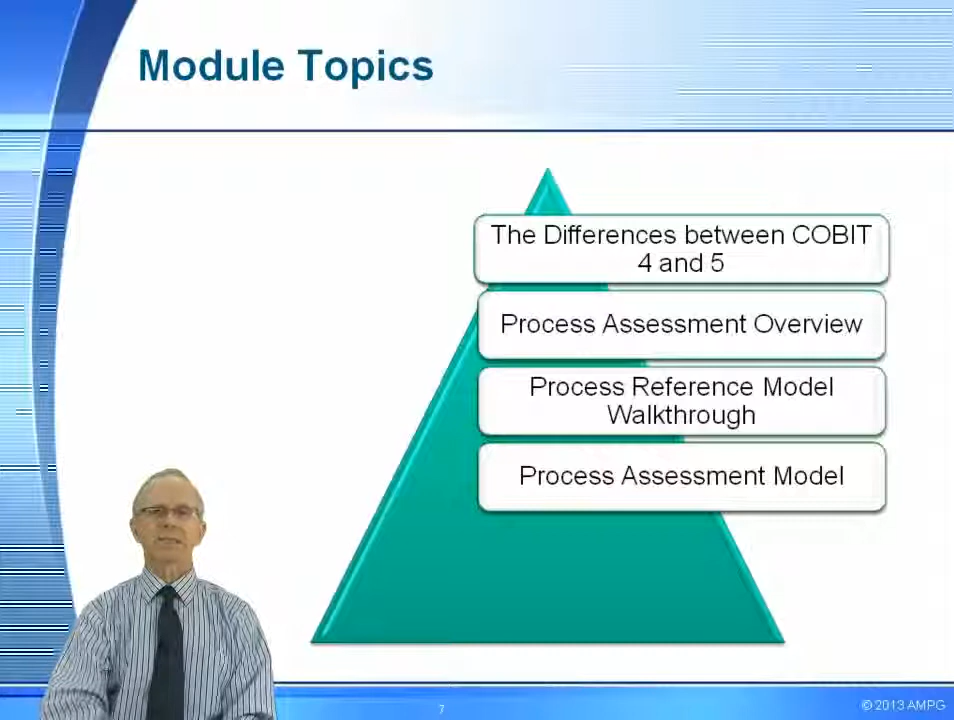 Module Topics
The Differences between COBIT
4 and 5
Process Assessment Overview
Process Reference Model
Walkthrough
Process Assessment Model
7
© 2013 AMPG